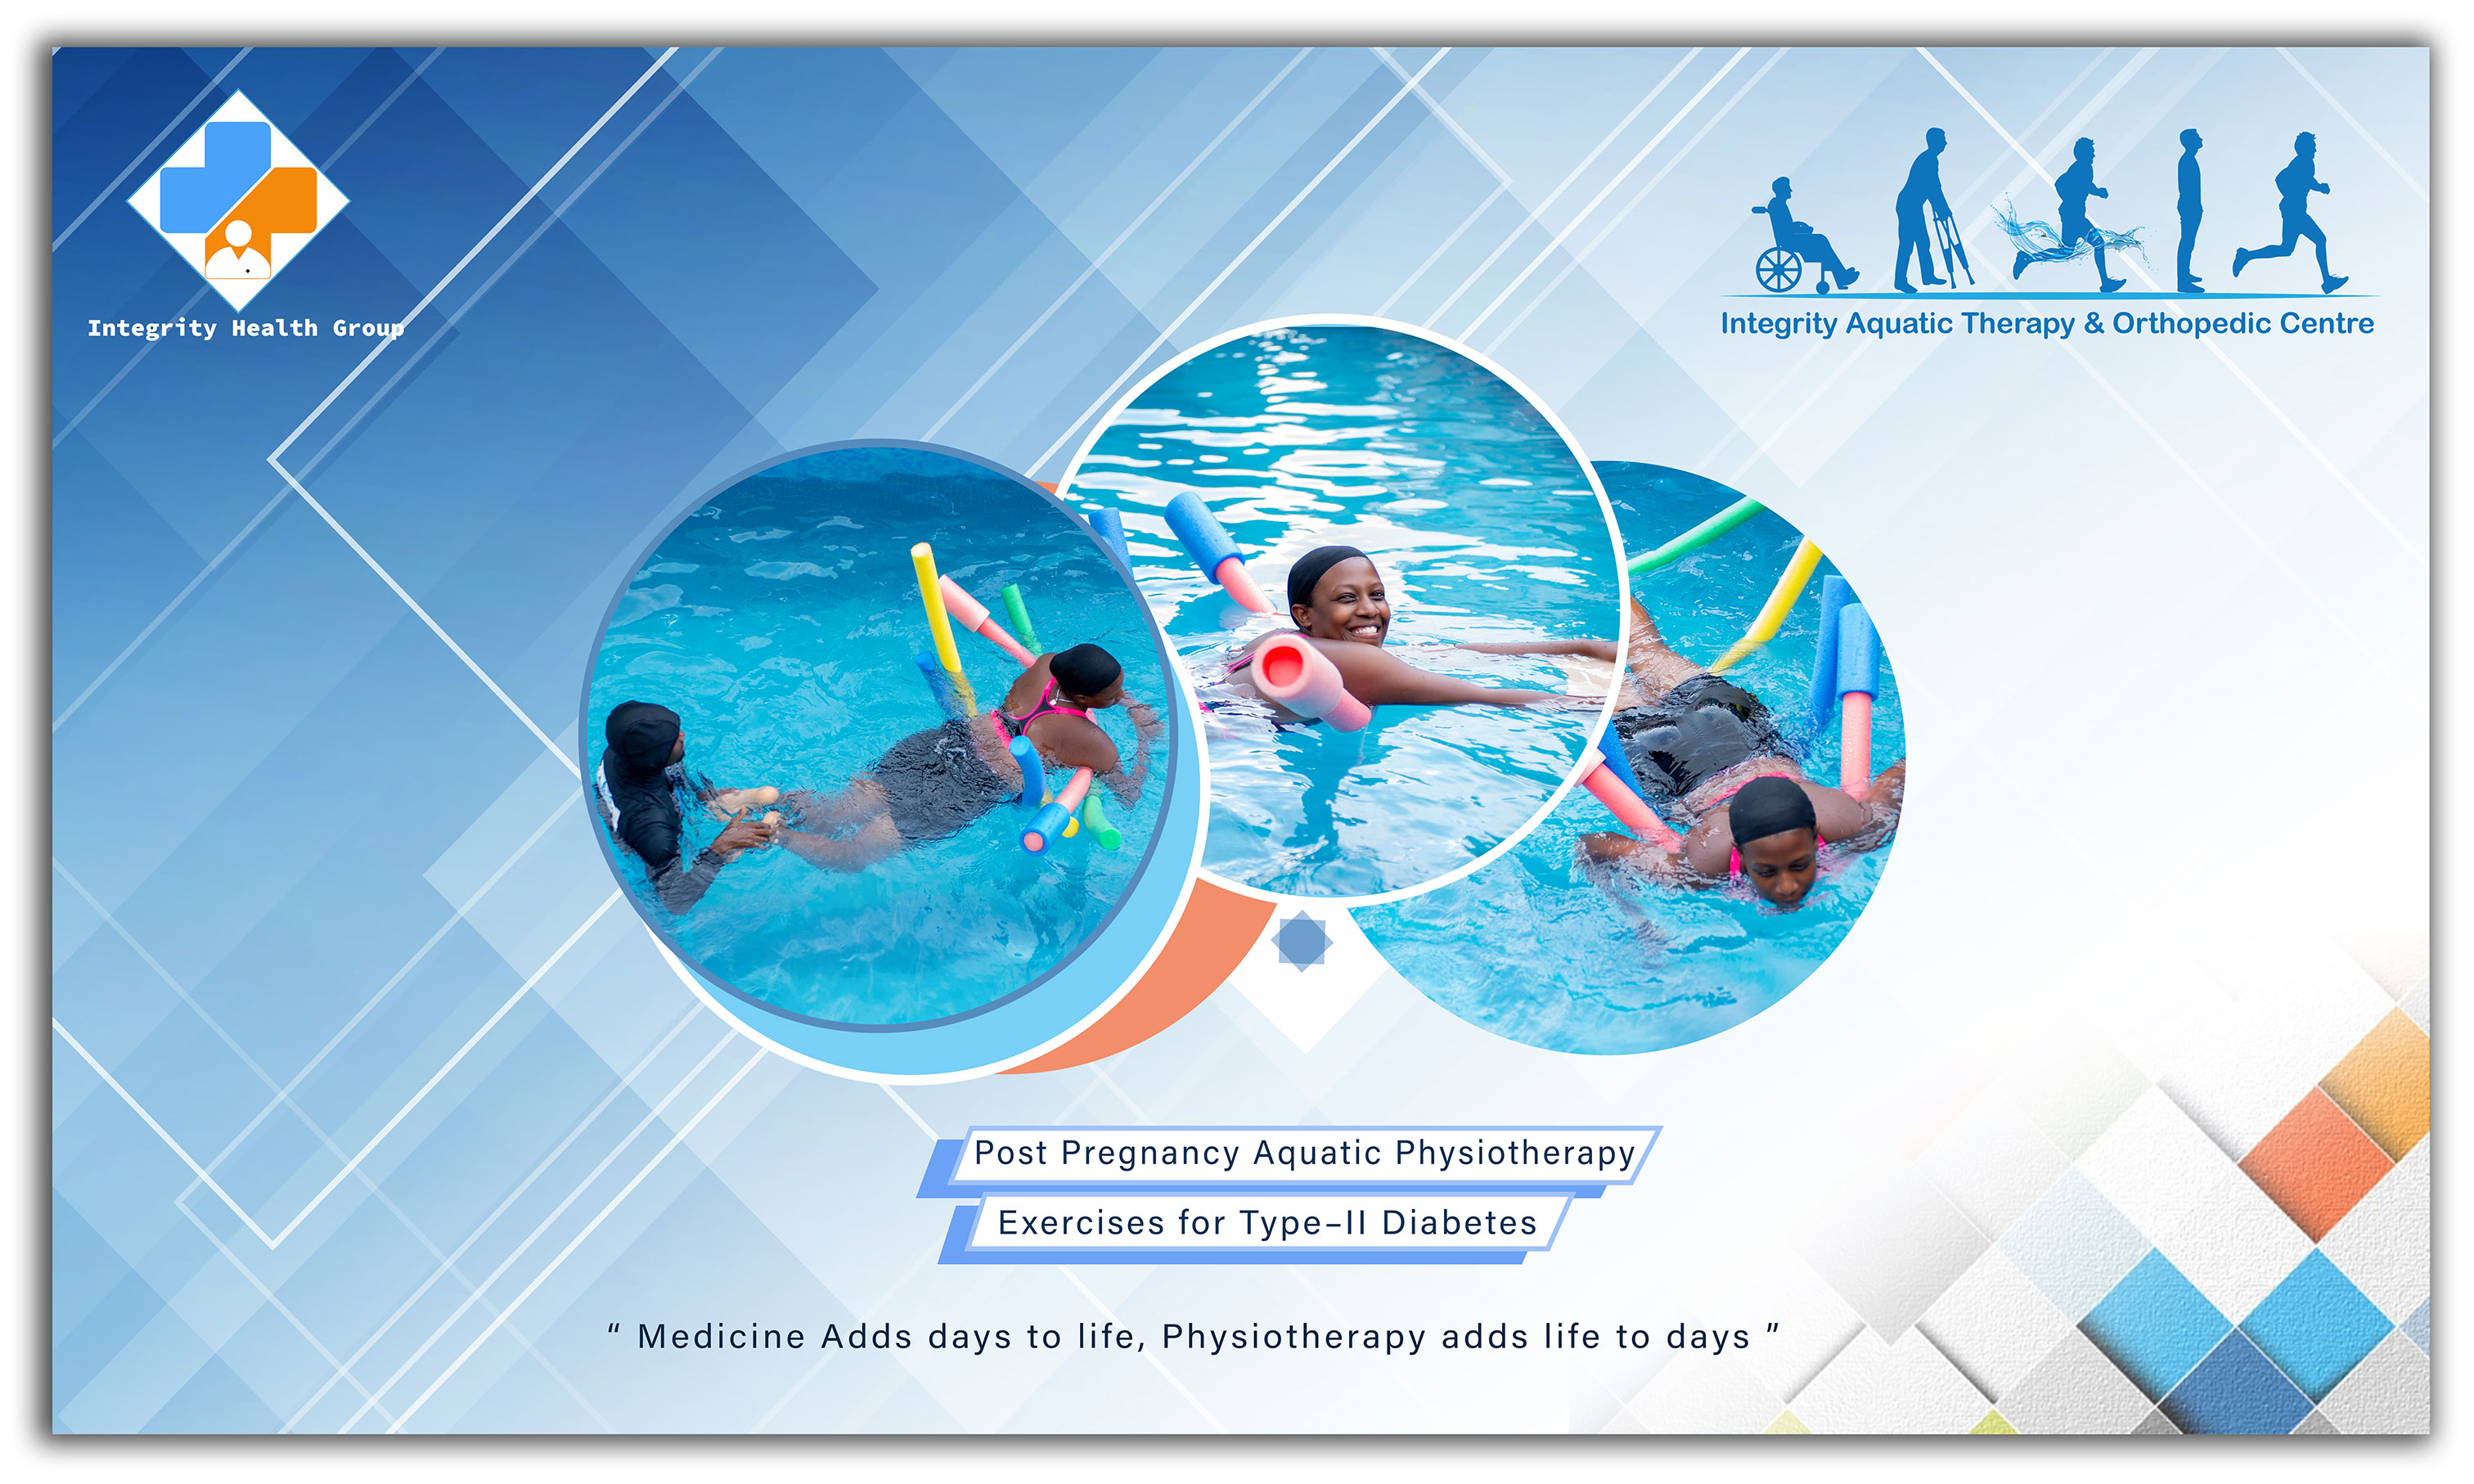 Integrity Health Group
Integrity Aquatic Therapy & Orthopedic Centre
Post Pregnancy Aquatic Physiotherapy
Exercises for Type-II Diabetes
“ Medicine Adds days to life, Physiotherapy adds life to days ”